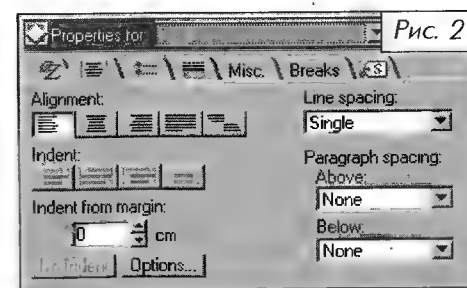 Рис. 2
Properties for
Misc. Breaks
Alignment:
Line spacing:
Single
Indent:
Paragraph spacing:
Above:
None
Indent from margin:
0 cm
Below:
None
Options...